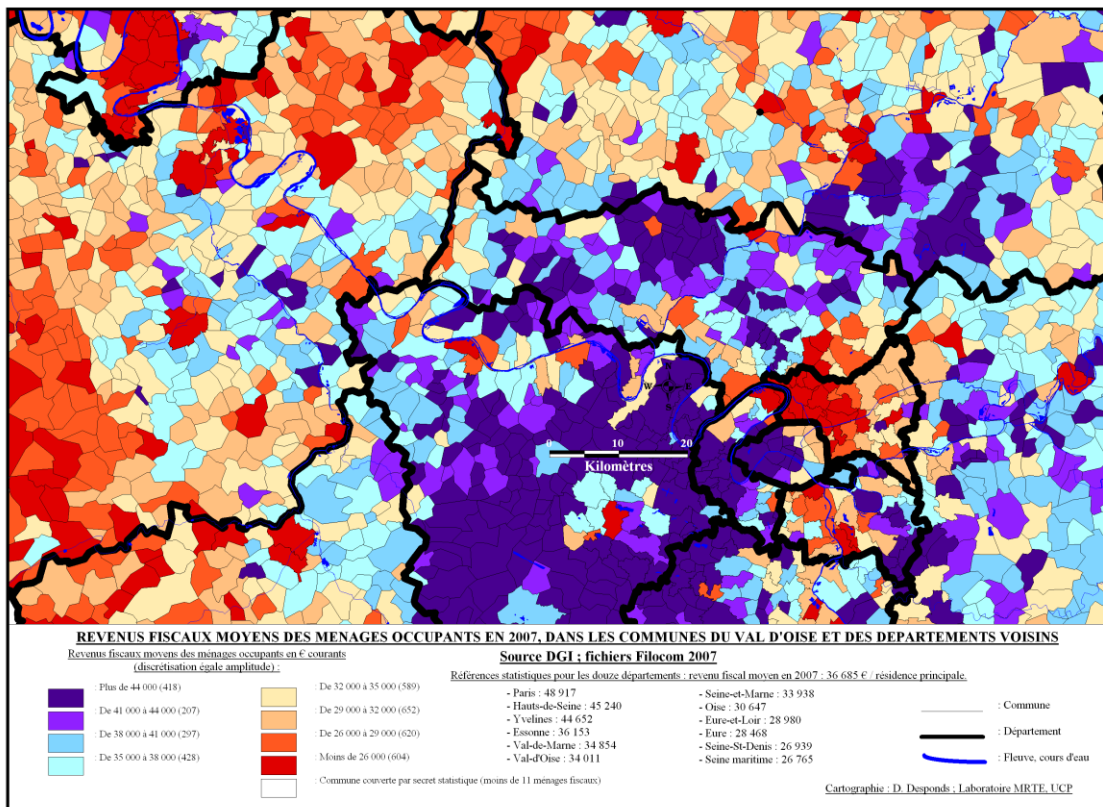 N
W E
S
0 10 20
Kilomètres
REVENUS FISCAUX MOYENS DES MENAGES OCCUPANTS EN 2007, DANS LES COMMUNES DU VAL D'OISE ET DES DEPARTEMENTS VOISINS
Revenus fiscaux moyens des ménages occupants en € courants
(discrétisation égale amplitude) :
: Plus de 44 000 (418)
: De 41 000 à 44 000 (207)
: De 38 000 à 41 000 (297)
: De 35 000 à 38 000 (428)
: De 32 000 à 35 000 (589)
: De 29 000 à 32 000 (652)
: De 26 000 à 29 000 (620)
: Moins de 26 000 (604)
: Commune couverte par secret statistique (moins de 11 ménages fiscaux)
Source DGI ; fichiers Filocom 2007
Références statistiques pour les douze départements : revenu fiscal moyen en 2007 : 36 685 € / résidence principale.
- Paris : 48 917
- Hauts-de-Seine : 45 240
- Yvelines : 44 652
- Essonne : 36 153
- Val-de-Marne : 34 854
- Val-d'Oise : 34 011
- Seine-et-Marne : 33 938
- Oise : 30 647
- Eure-et-Loir : 28 980
- Eure : 28 468
- Seine-St-Denis : 26 939
- Seine maritime : 26 765
: Commune
: Département
: Fleuve, cours d'eau
Cartographie : D. Desponds ; Laboratoire MRTE, UCP